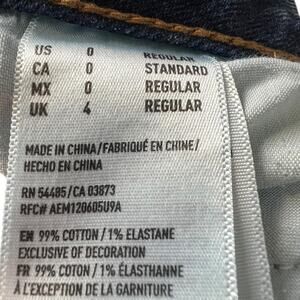 US 0 REGULAR
CA 0 STANDARD
MX 0 REGULAR
UK 4 REGULAR
MADE IN CHINA/FABRIQUÉ EN CHINE/
HECHO EN CHINA
RN 54485/CA 03873
RFC# AEM120605U9A
EN 99% COTTON/1% ELASTANE
EXCLUSIVE OF DECORATION
FR 99% COTON/1% ÉLASTHANNE
À L'EXCEPTION DE LA GARNITURE